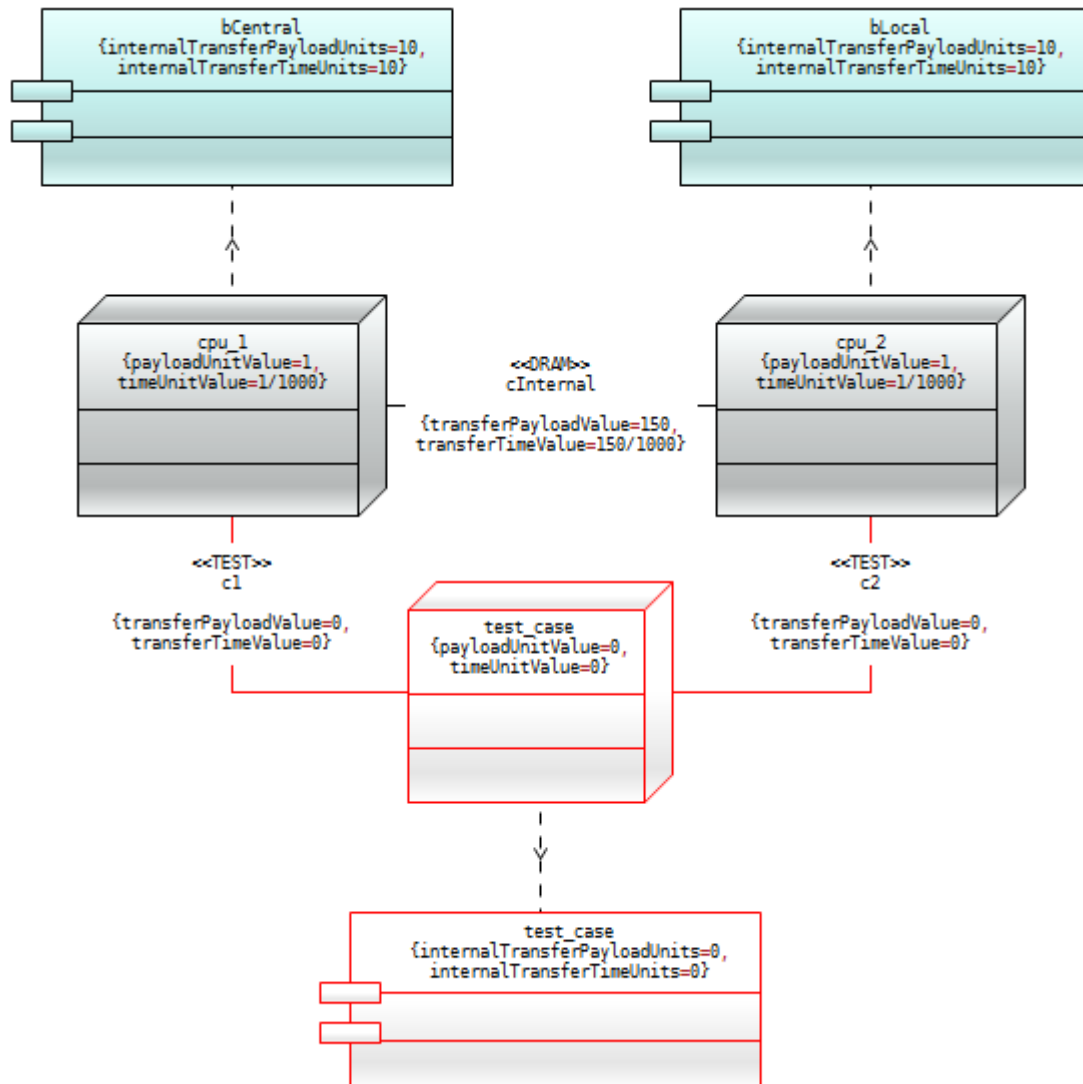 bCentral
{internalTransferPayloadUnits=10,
internalTransferTimeUnits=10}
bLocal
{internalTransferPayloadUnits=10,
internalTransferTimeUnits=10}
cpu_1
{payloadUnitValue=1,
timeUnitValue=1/1000}
<<DRAM>>
cInternal
{transferPayloadValue=150,
transferTimeValue=150/1000}
cpu_2
{payloadUnitValue=1,
timeUnitValue=1/1000}
<<TEST>>
c1
{transferPayloadValue=0,
transferTimeValue=0}
test_case
{payloadUnitValue=0,
timeUnitValue=0}
<<TEST>>
c2
{transferPayloadValue=0,
transferTimeValue=0}
test_case
{internalTransferPayloadUnits=0,
internalTransferTimeUnits=0}